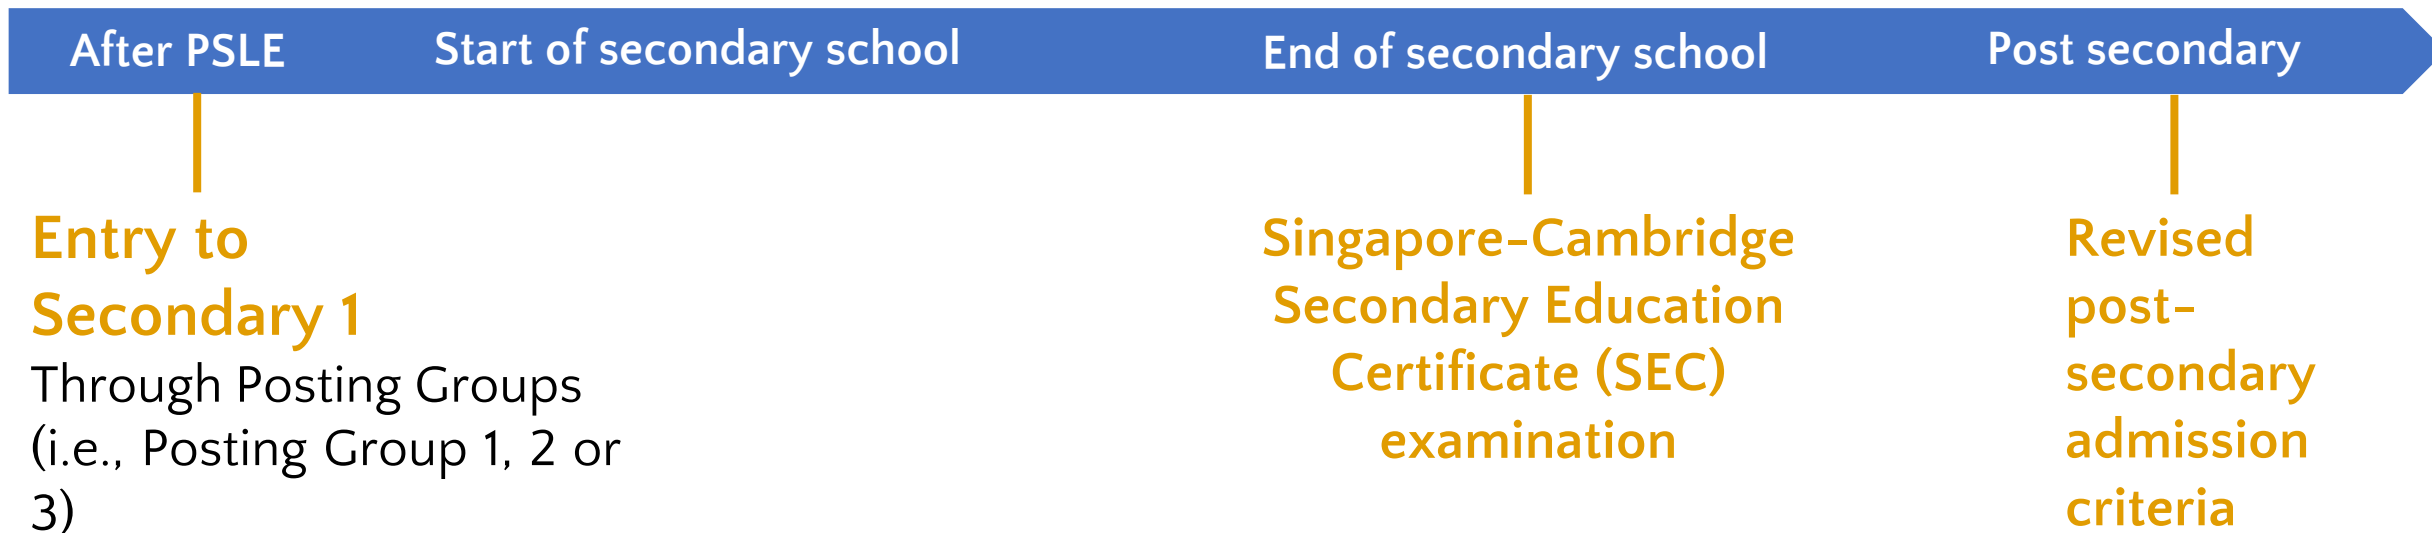 After PSLE
Start of secondary school
End of secondary school
Post secondary
Entry to
Secondary 1
Through Posting Groups
(i.e., Posting Group 1, 2 or
3)
Singapore-Cambridge
Secondary Education
Certificate (SEC)
examination
Revised
post-
secondary
admission
criteria